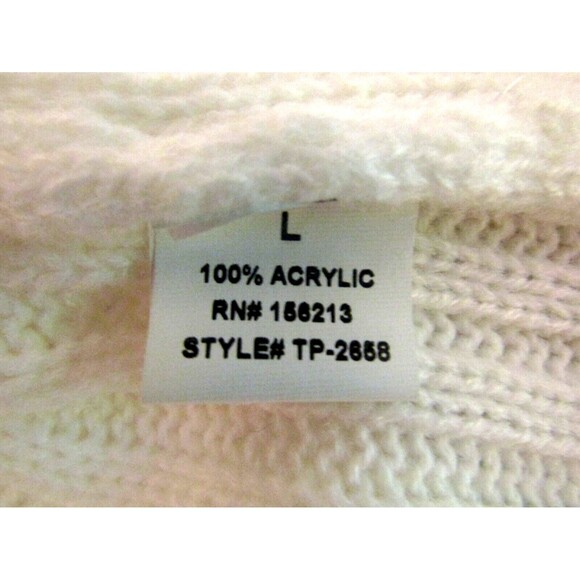 L
100% ACRYLIC
RN# 156213
STYLE# TP-2658